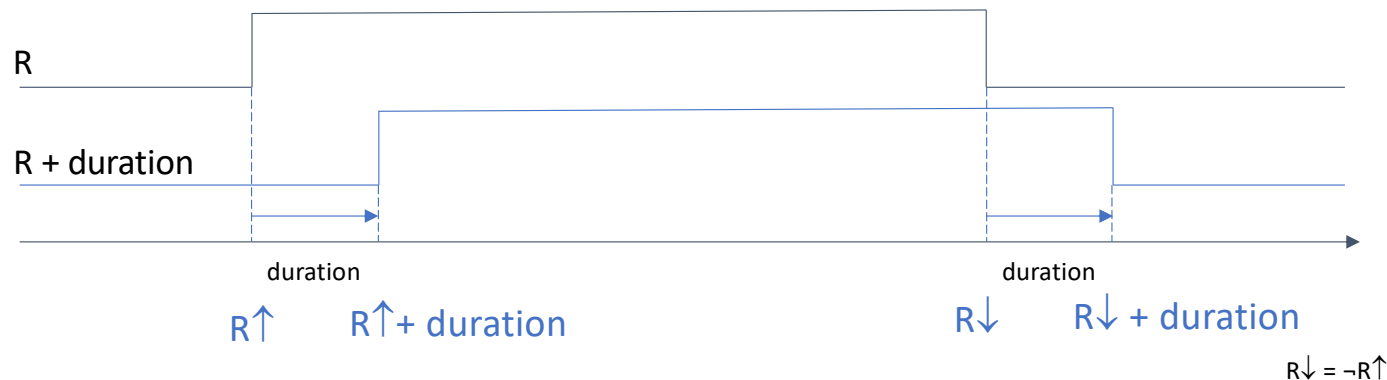 R
R + duration
duration
duration
R↑
R↑+ duration
R↓
R↓ + duration
R↓ = ¬R↑